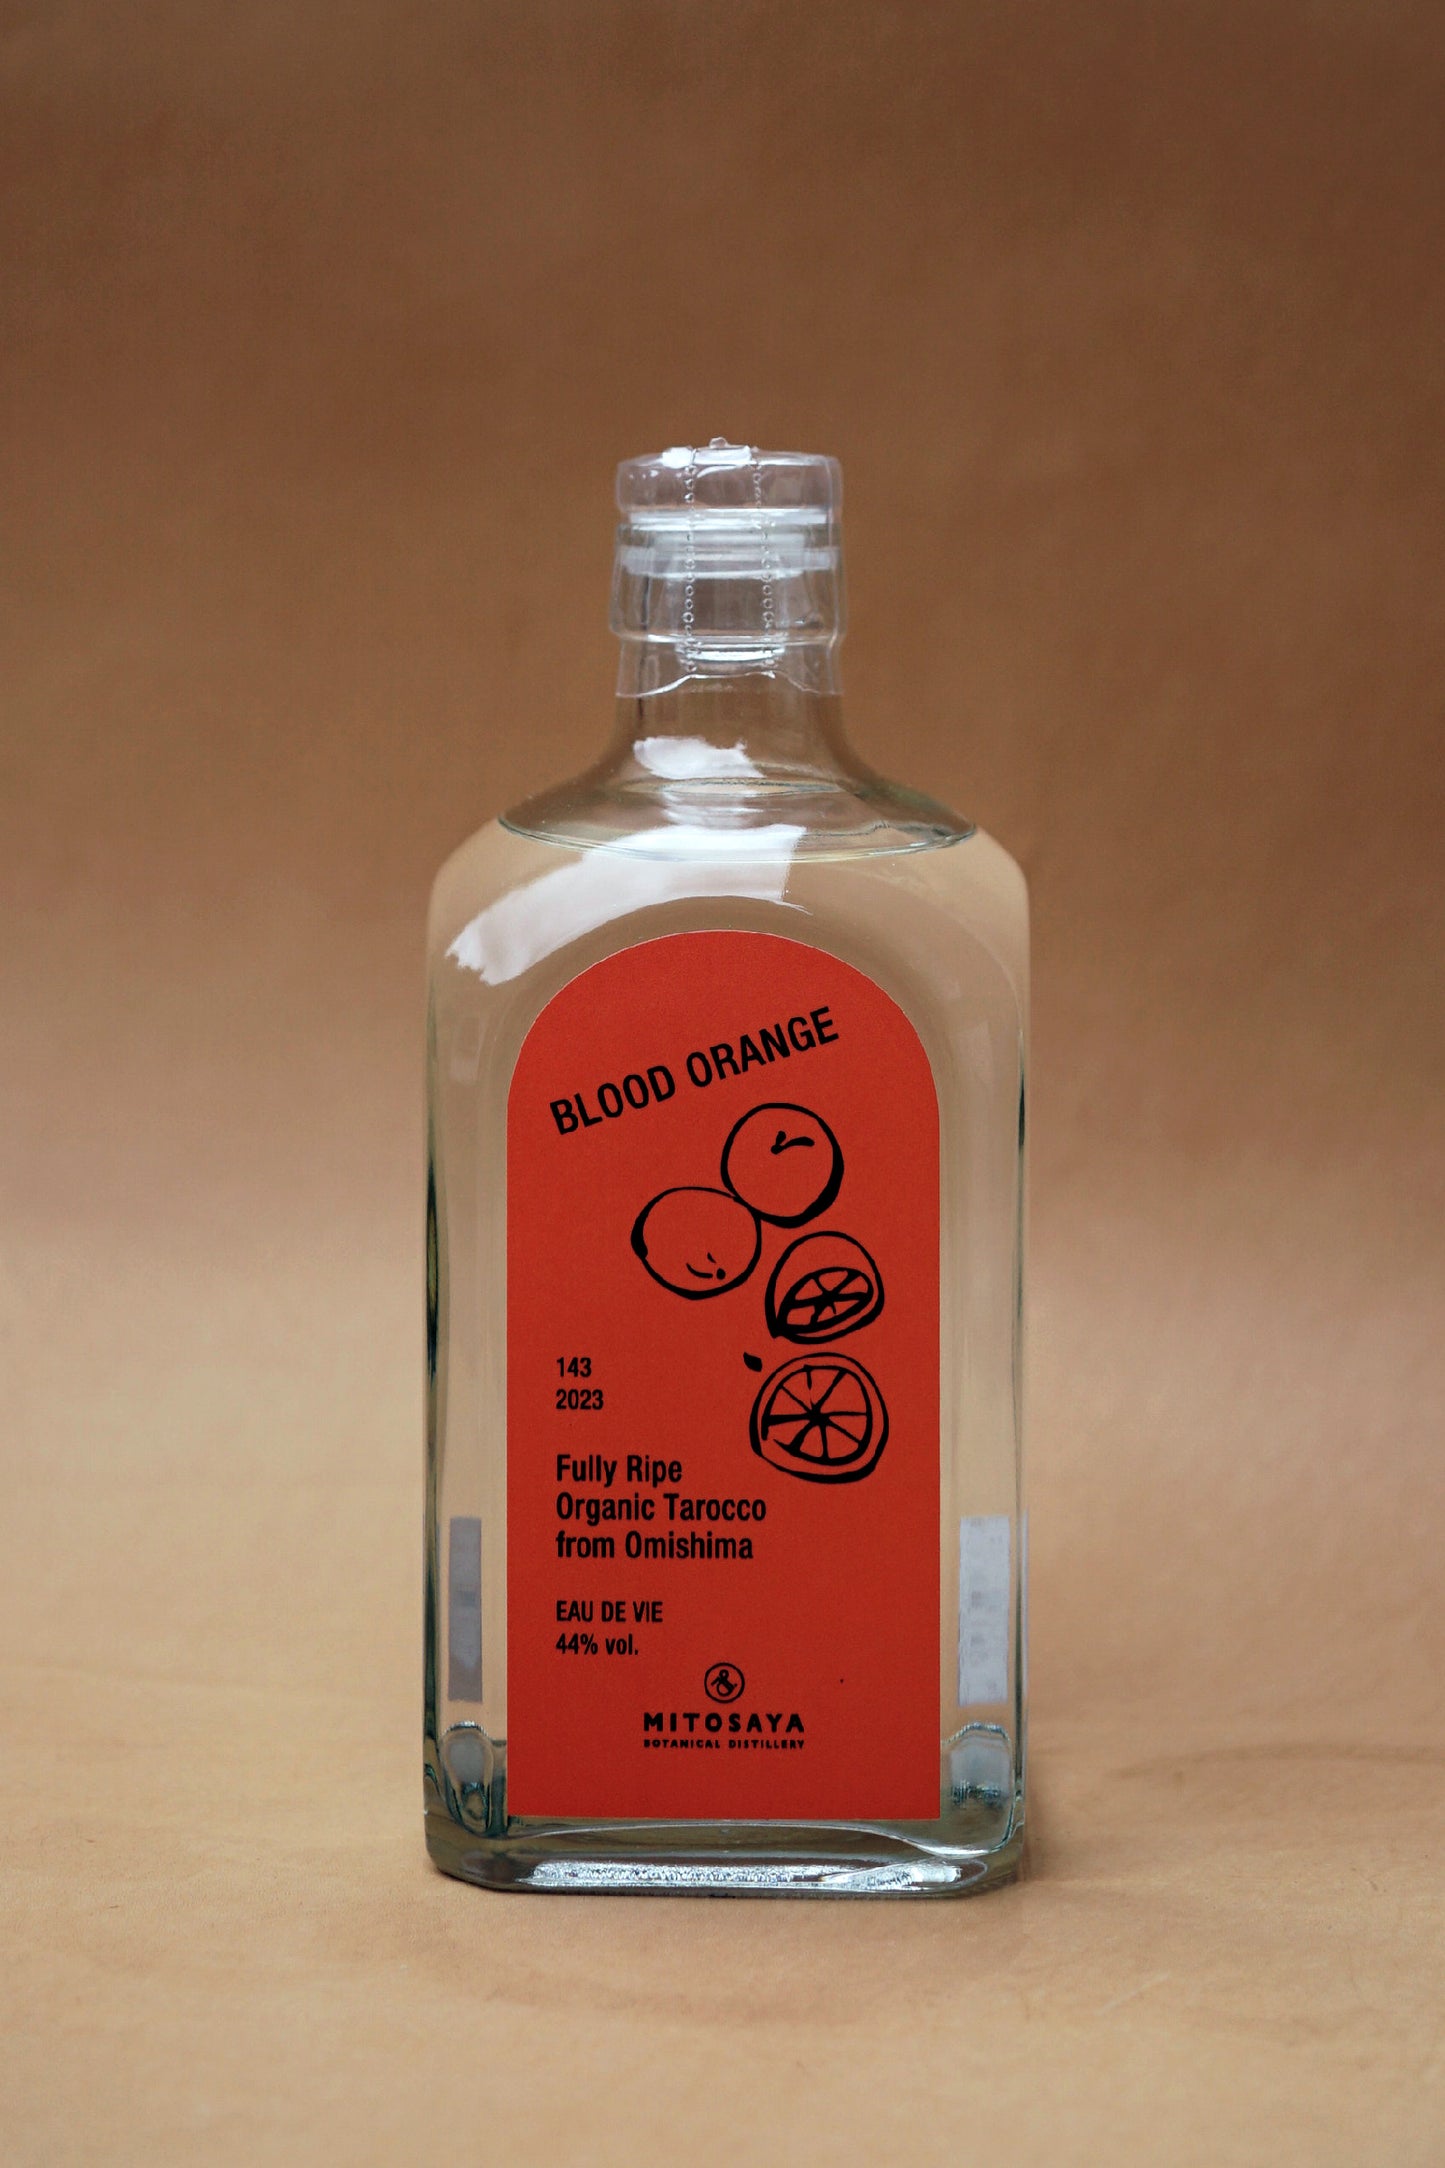 BLOOD ORANGE
143
2023
Fully Ripe
Organic Tarocco
from Omishima
EAU DE VIE
44% vol.
MITOSAYA
BOTANICAL DISTILLERY